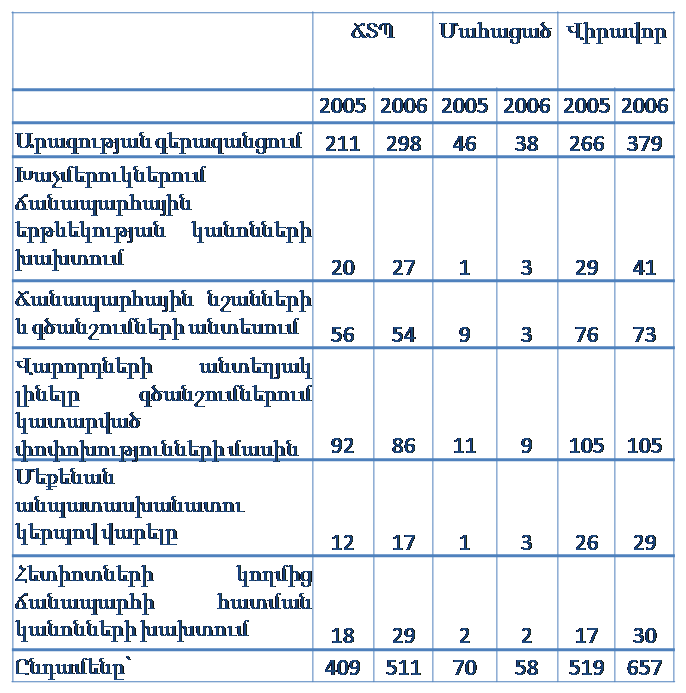 ՃՏՊ Մահացած Վիրավոր
2005 2006 2005 2006 2005 2006
Արագության գերազանցում 211 298 46 38 266 379
Խաչմերուկներում
ճանապարհային
երթևեկության կանոնների
խախտում 20 27 1 3 29 41
Ճանապարհային նշանների
և գծանշումների անտեսում 56 54 9 3 76 73
Վարորդների անտեղյակ
լինելը գծանշումներում
կատարված
փոփոխությունների մասին 92 86 11 9 105 105
Մեքենան
անպատասխանատու
կերպով վարելը 12 17 1 3 26 29
Հետիոտների կողմից
ճանապարհի հատման
կանոնների խախտում 18 29 2 2 17 30
Ընդամենը՝ 409 511 70 58 519 657